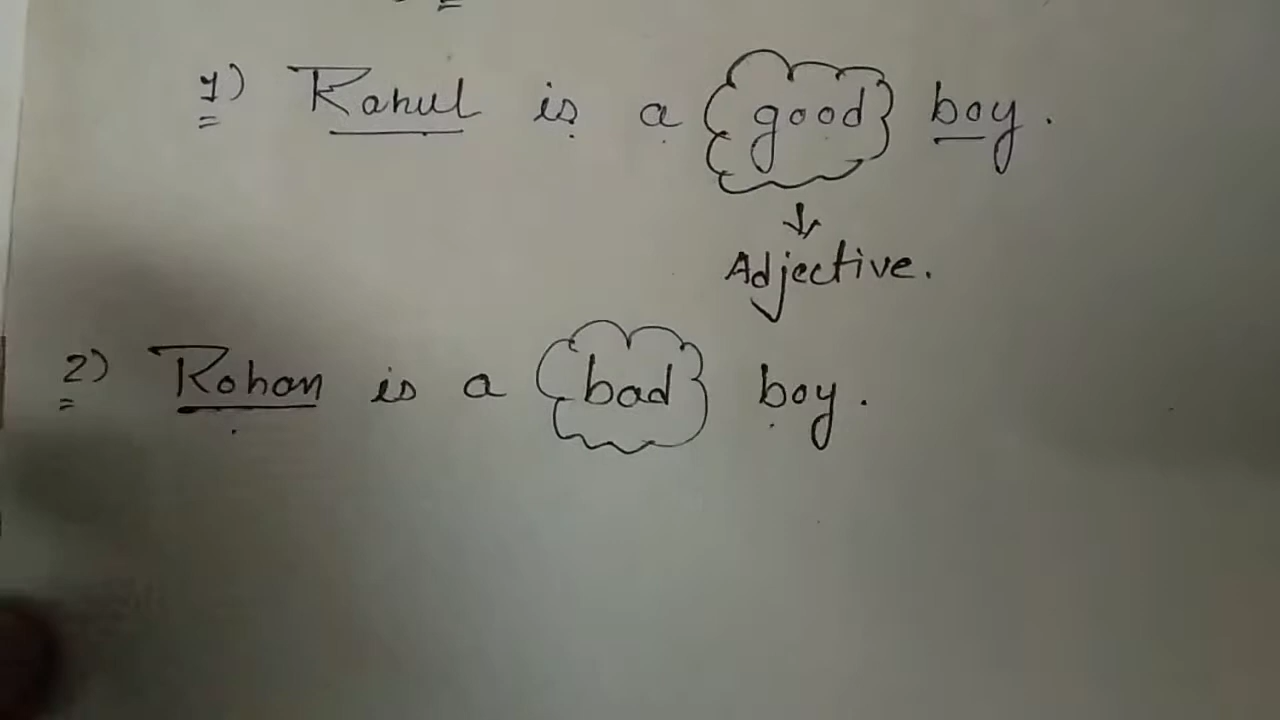 1) Rahul is a good boy.
Adjective.
2) Rohan is a bad boy.